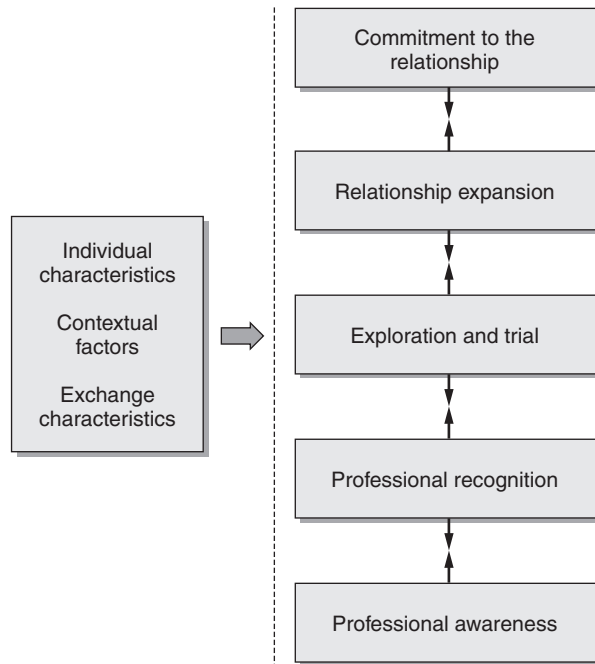 Commitment to the
relationship
Relationship expansion
Individual
characteristics
Contextual
factors
Exchange
characteristics
Exploration and trial
Professional recognition
Professional awareness